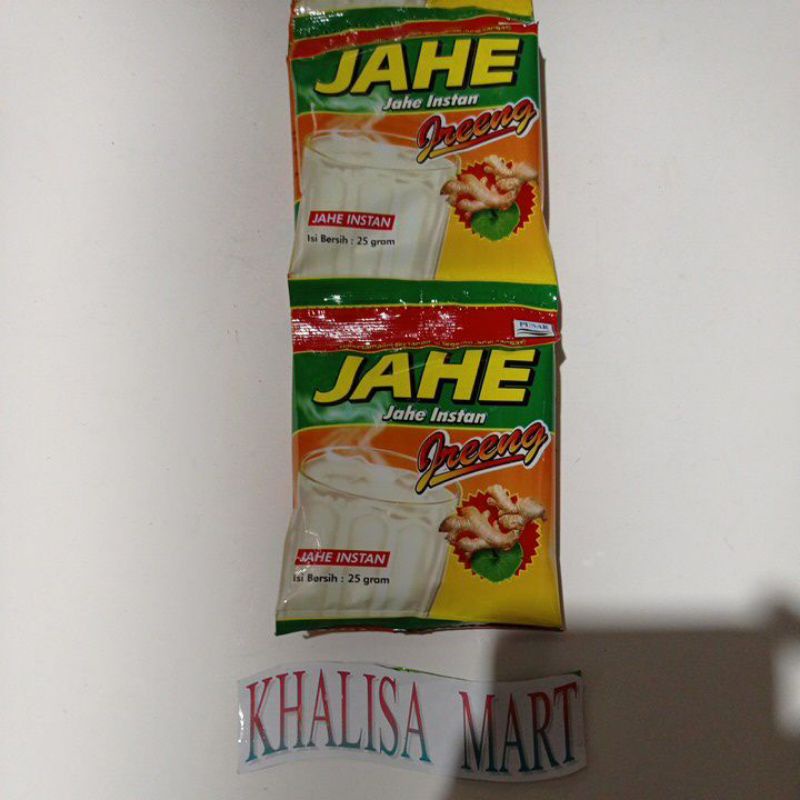 JAHE
Jahe Instan
Jreeng
JAHE INSTAN
Isi Bersih : 25 gram
JAHE
Jahe Instan
Jreeng
JAHE INSTAN
Isi Bersih : 25 gram
KHALISA MART